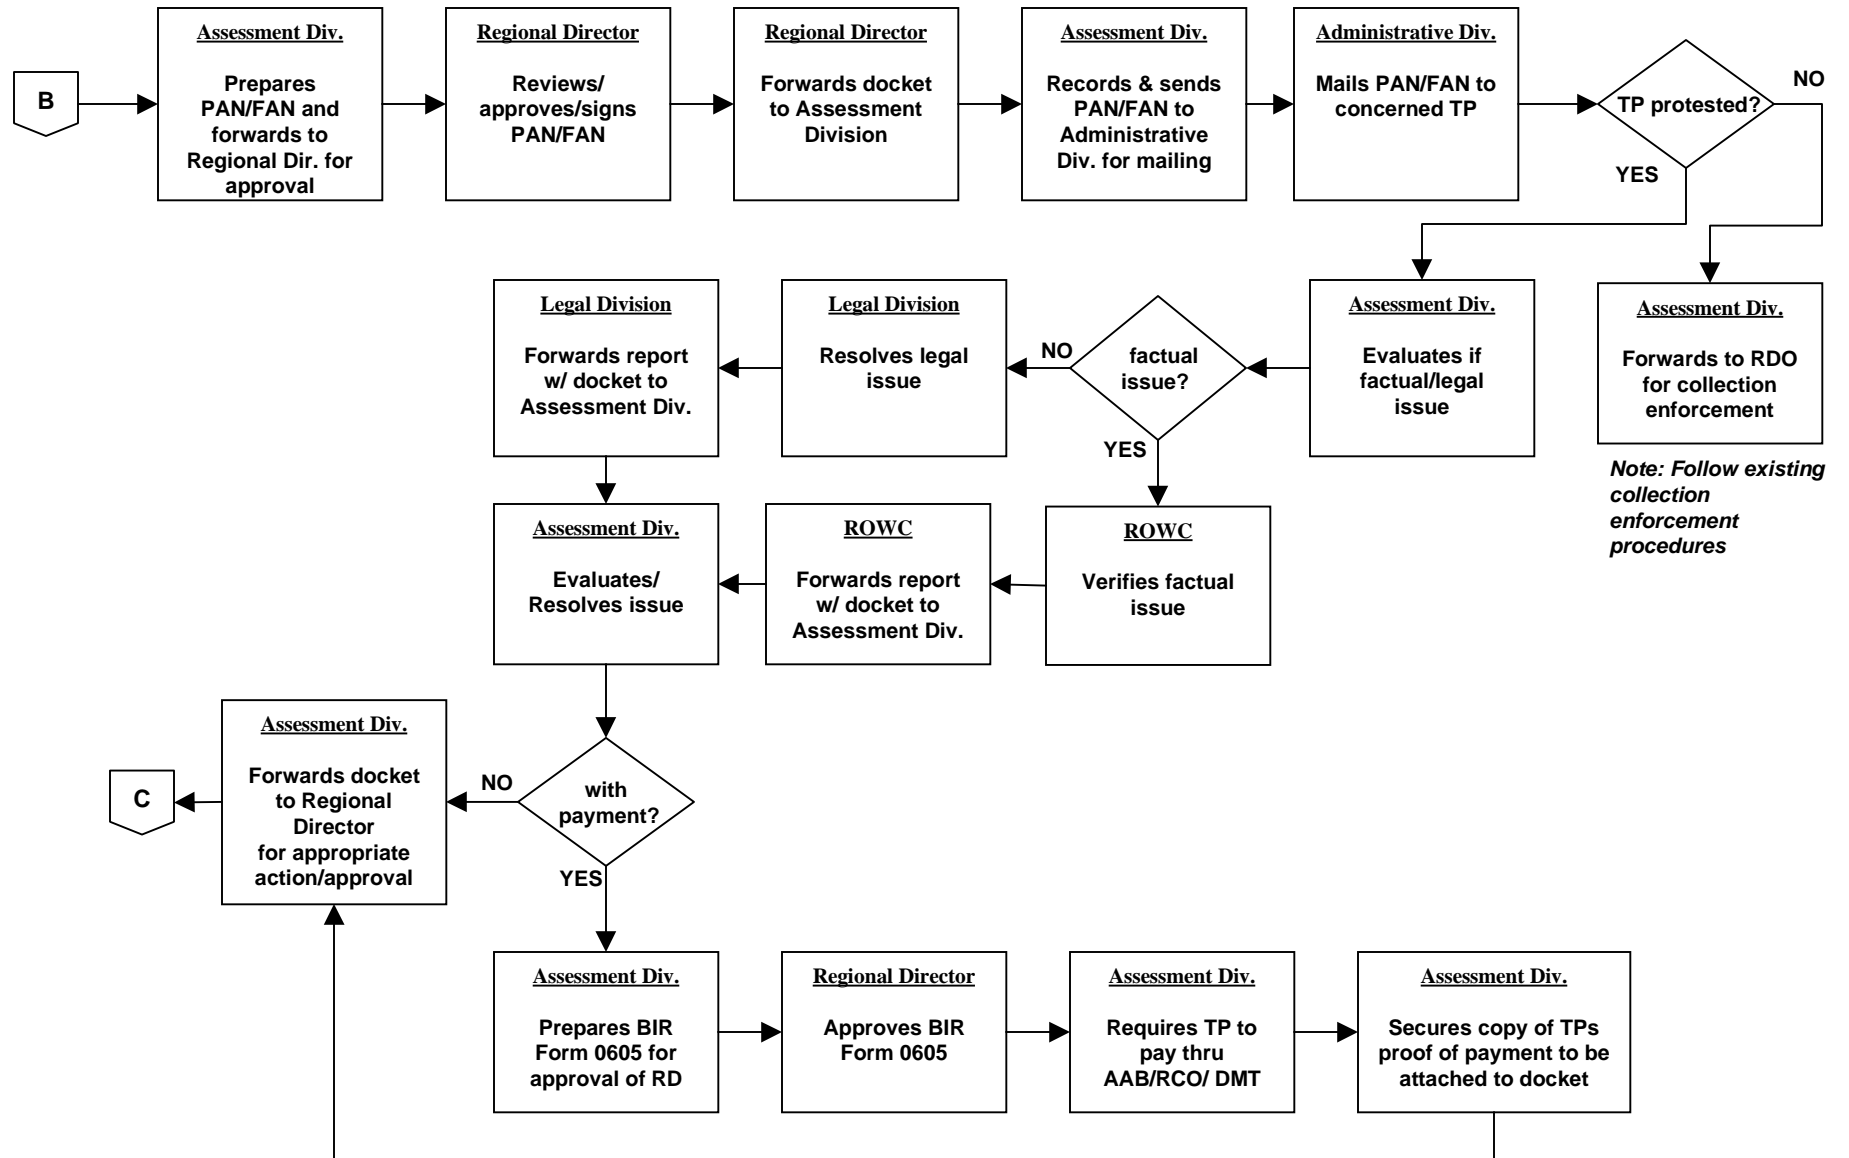 B
Assessment Div.
Prepares
PAN/FAN and
forwards to
Regional Dir. for
approval
Regional Director
Reviews/
approves/signs
PAN/FAN
Regional Director
Forwards docket
to Assessment
Division
Assessment Div.
Records & sends
PAN/FAN to
Administrative
Div. for mailing
Administrative Div.
Mails PAN/FAN to
concerned TP
TP protested?
NO
YES
Assessment Div.
Forwards to RDO
for collection
enforcement
Note: Follow existing
collection
enforcement
procedures
Assessment Div.
Evaluates if
factual/legal
issue
factual
issue?
NO
YES
Legal Division
Resolves legal
issue
Legal Division
Forwards report
w/ docket to
Assessment Div.
ROWC
Verifies factual
issue
ROWC
Forwards report
w/ docket to
Assessment Div.
Assessment Div.
Evaluates/
Resolves issue
with
payment?
NO
YES
Assessment Div.
Forwards docket
to Regional
Director
for appropriate
action/approval
C
Assessment Div.
Prepares BIR
Form 0605 for
approval of RD
Regional Director
Approves BIR
Form 0605
Assessment Div.
Requires TP to
pay thru
AAB/RCO/ DMT
Assessment Div.
Secures copy of TPs
proof of payment to be
attached to docket